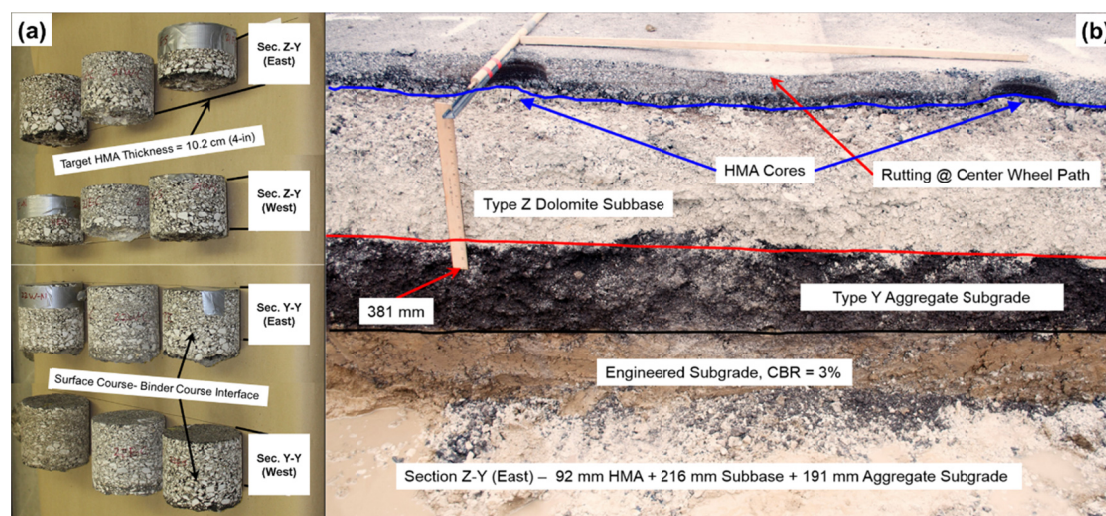 (a)
Sec. Z-Y
(East)
Target HMA Thickness = 10.2 cm (4-in)
Sec. Z-Y
(West)
Sec. Y-Y
(East)
Surface Course- Binder Course Interface
Sec. Y-Y
(West)
(b)
HMA Cores
Rutting @ Center Wheel Path
Type Z Dolomite Subbase
381 mm
Type Y Aggregate Subgrade
Engineered Subgrade, CBR = 3%
Section Z-Y (East) – 92 mm HMA + 216 mm Subbase + 191 mm Aggregate Subgrade